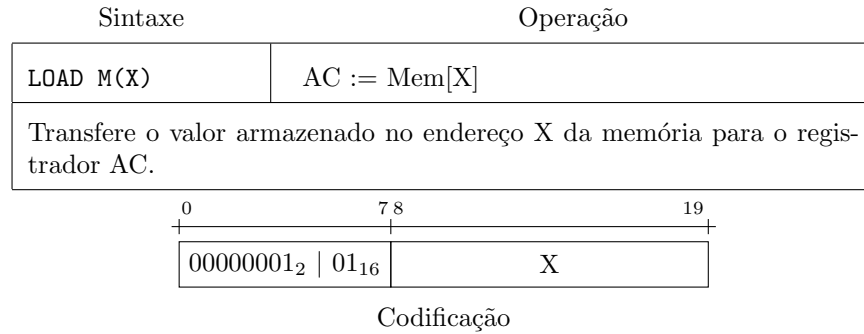 Sintaxe Operação
LOAD M(X) AC := Mem[X]
Transfere o valor armazenado no endereço X da memória para o regis-
trador AC.
0 7 8 19
00000001₂ | 01₁₆ X
Codificação